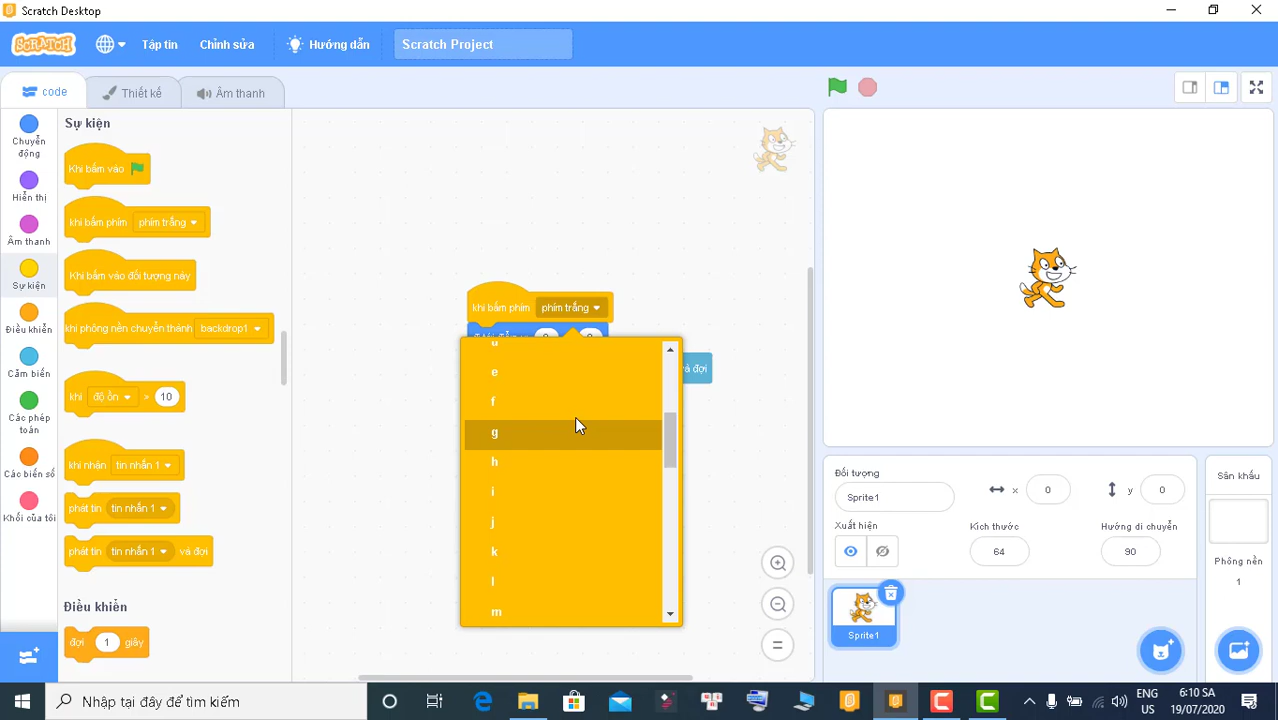 Scratch Desktop
SCRATCH
Tập tin
Chỉnh sửa
Hướng dẫn
Scratch Project
code
Thiết kế
Âm thanh
Chuyển động
Hiển thị
Âm thanh
Sự kiện
Điều khiển
Cảm biến
Các phép toán
Các biến số
Khối của tôi
Sự kiện
Khi bấm vào
khi bấm phím phím trắng
Khi bấm vào đối tượng này
khi phông nền chuyển thành backdrop1
khi độ ồn > 10
khi nhận tin nhắn 1
phát tin tin nhắn 1
phát tin tin nhắn 1 và đợi
Điều khiển
đợi 1 giây
khi bấm phím phím trắng
và đợi
e
f
g
h
i
j
k
l
m
Đối tượng
Sprite1
x 0
y 0
Xuất hiện
Kích thước
64
Hướng di chuyển
90
Sprite1
Sân khấu
Phông nền
1
Nhập tại đây để tìm kiếm
ENG
US
6:10 SA
19/07/2020